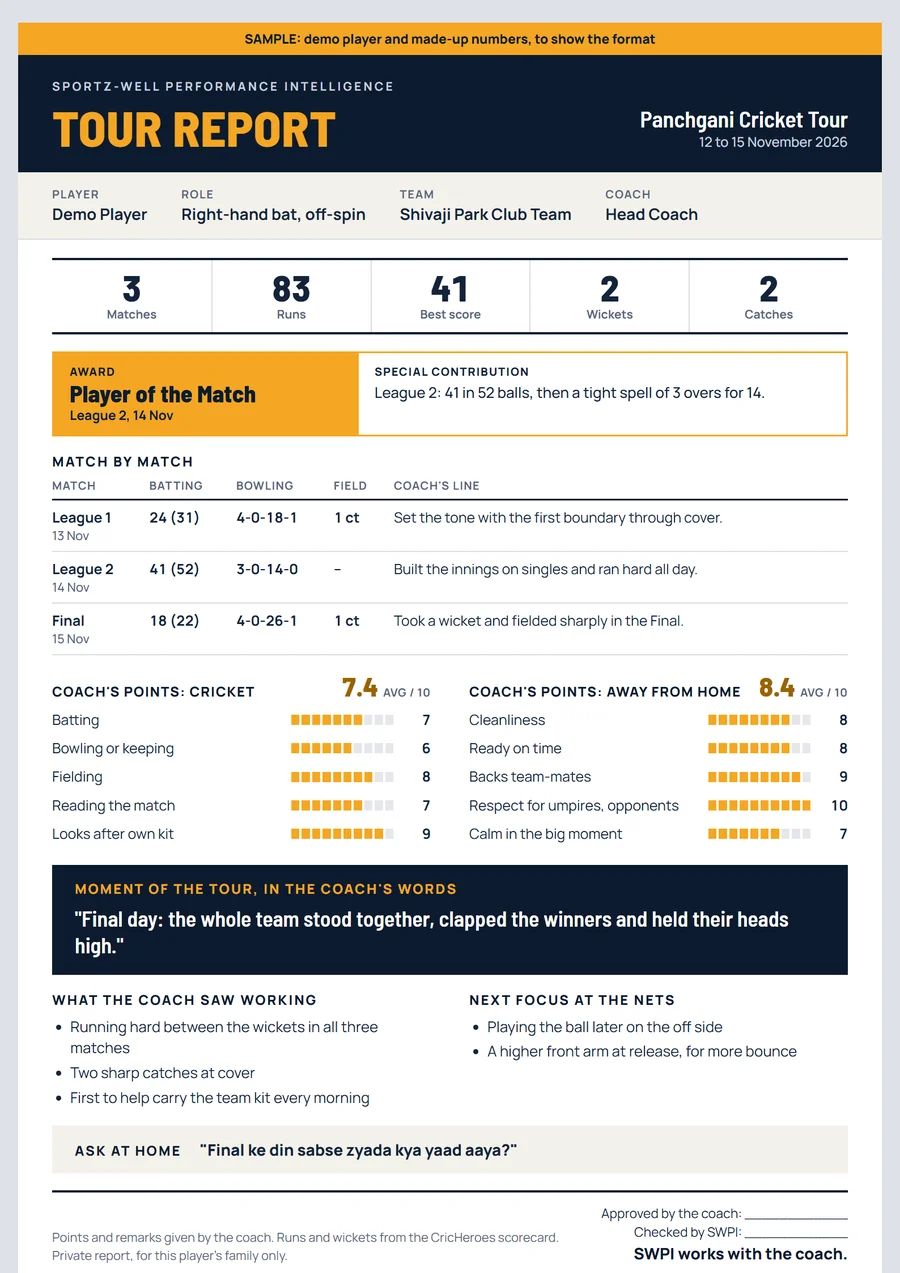 SAMPLE: demo player and made-up numbers, to show the format
SPORTZ-WELL PERFORMANCE INTELLIGENCE
TOUR REPORT
Panchgani Cricket Tour
12 to 15 November 2026
PLAYER
Demo Player
ROLE
Right-hand bat, off-spin
TEAM
Shivaji Park Club Team
COACH
Head Coach
3
Matches
83
Runs
41
Best score
2
Wickets
2
Catches
AWARD
Player of the Match
League 2, 14 Nov
SPECIAL CONTRIBUTION
League 2: 41 in 52 balls, then a tight spell of 3 overs for 14.
MATCH BY MATCH
MATCH BATTING BOWLING FIELD COACH'S LINE
League 1 24 (31) 4-0-18-1 1 ct Set the tone with the first boundary through cover.
13 Nov
League 2 41 (52) 3-0-14-0 – Built the innings on singles and ran hard all day.
14 Nov
Final 18 (22) 4-0-26-1 1 ct Took a wicket and fielded sharply in the Final.
15 Nov
COACH'S POINTS: CRICKET 7.4 AVG / 10
Batting 7
Bowling or keeping 6
Fielding 8
Reading the match 7
Looks after own kit 9
COACH'S POINTS: AWAY FROM HOME 8.4 AVG / 10
Cleanliness 8
Ready on time 8
Backs team-mates 9
Respect for umpires, opponents 10
Calm in the big moment 7
MOMENT OF THE TOUR, IN THE COACH'S WORDS
"Final day: the whole team stood together, clapped the winners and held their heads
high."
WHAT THE COACH SAW WORKING
• Running hard between the wickets in all three
matches
• Two sharp catches at cover
• First to help carry the team kit every morning
NEXT FOCUS AT THE NETS
• Playing the ball later on the off side
• A higher front arm at release, for more bounce
ASK AT HOME "Final ke din sabse zyada kya yaad aaya?"
Points and remarks given by the coach. Runs and wickets from the CricHeroes scorecard.
Private report, for this player's family only.
Approved by the coach: _______________
Checked by SWPI: _______________
SWPI works with the coach.